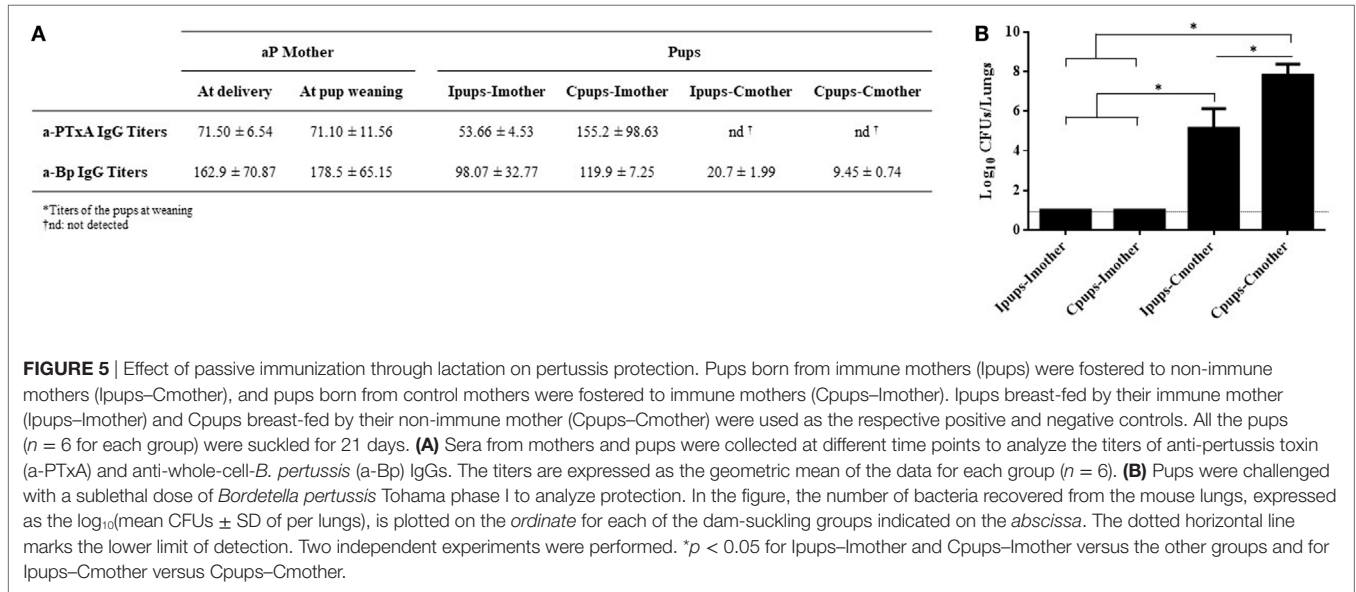 A
aP Mother Pups
At delivery At pup weaning Ipups-Imother Cpups-Imother Ipups-Cmother Cpups-Cmother
a-PTxA IgG Titers 71.50 ± 6.54 71.10 ± 11.56 53.66 ± 4.53 155.2 ± 98.63 nd † nd †
a-Bp IgG Titers 162.9 ± 70.87 178.5 ± 65.15 98.07 ± 32.77 119.9 ± 7.25 20.7 ± 1.99 9.45 ± 0.74
*Titers of the pups at weaning
†nd: not detected
B
Log10 CFUs/Lungs
10
8
6
4
2
0
*
*
*
Ipups-Imother
Cpups-Imother
Ipups-Cmother
Cpups-Cmother
FIGURE 5 | Effect of passive immunization through lactation on pertussis protection. Pups born from immune mothers (Ipups) were fostered to non-immune
mothers (Ipups–Cmother), and pups born from control mothers were fostered to immune mothers (Cpups–Imother). Ipups breast-fed by their immune mother
(Ipups–Imother) and Cpups breast-fed by their non-immune mother (Cpups–Cmother) were used as the respective positive and negative controls. All the pups
(n = 6 for each group) were suckled for 21 days. (A) Sera from mothers and pups were collected at different time points to analyze the titers of anti-pertussis toxin
(a-PTxA) and anti-whole-cell-B. pertussis (a-Bp) IgGs. The titers are expressed as the geometric mean of the data for each group (n = 6). (B) Pups were challenged
with a sublethal dose of Bordetella pertussis Tohama phase I to analyze protection. In the figure, the number of bacteria recovered from the mouse lungs, expressed
as the log10(mean CFUs ± SD of per lungs), is plotted on the ordinate for each of the dam-suckling groups indicated on the abscissa. The dotted horizontal line
marks the lower limit of detection. Two independent experiments were performed. *p < 0.05 for Ipups–Imother and Cpups–Imother versus the other groups and for
Ipups–Cmother versus Cpups–Cmother.